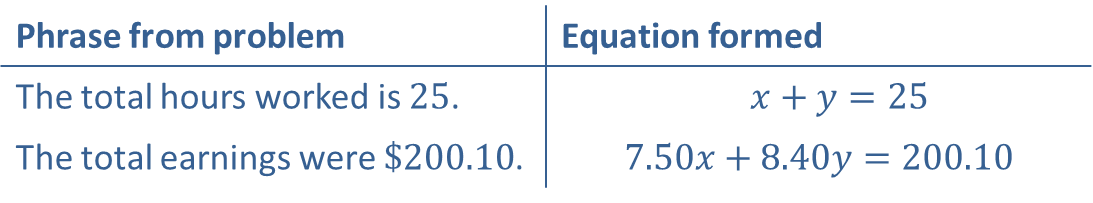 Phrase from problem Equation formed
The total hours worked is 25. x + y = 25
The total earnings were $200.10. 7.50x + 8.40y = 200.10